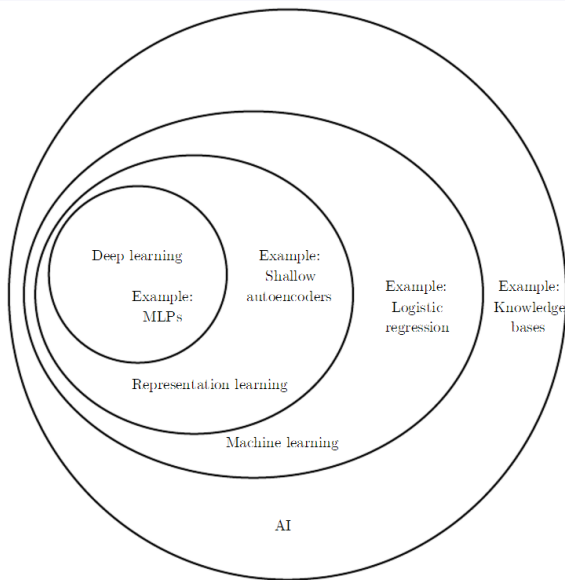 Deep learning
Example:
MLPs
Example:
Shallow
autoencoders
Example:
Logistic
regression
Example:
Knowledge
bases
Representation learning
Machine learning
AI